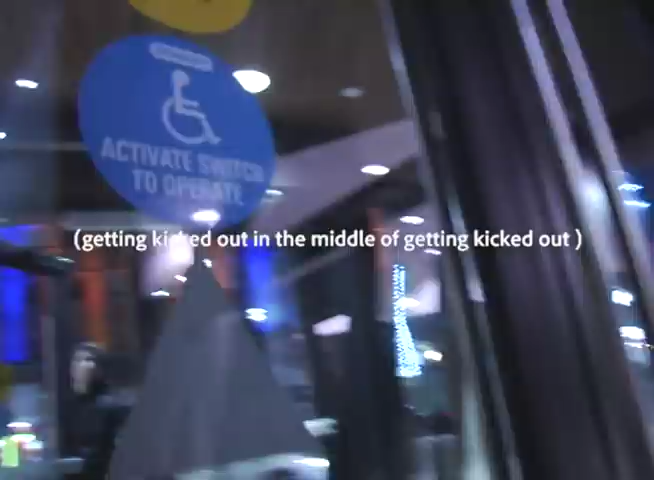 ACTIVATE SWITCH
TO OPERATE
(getting kicked out in the middle of getting kicked out )